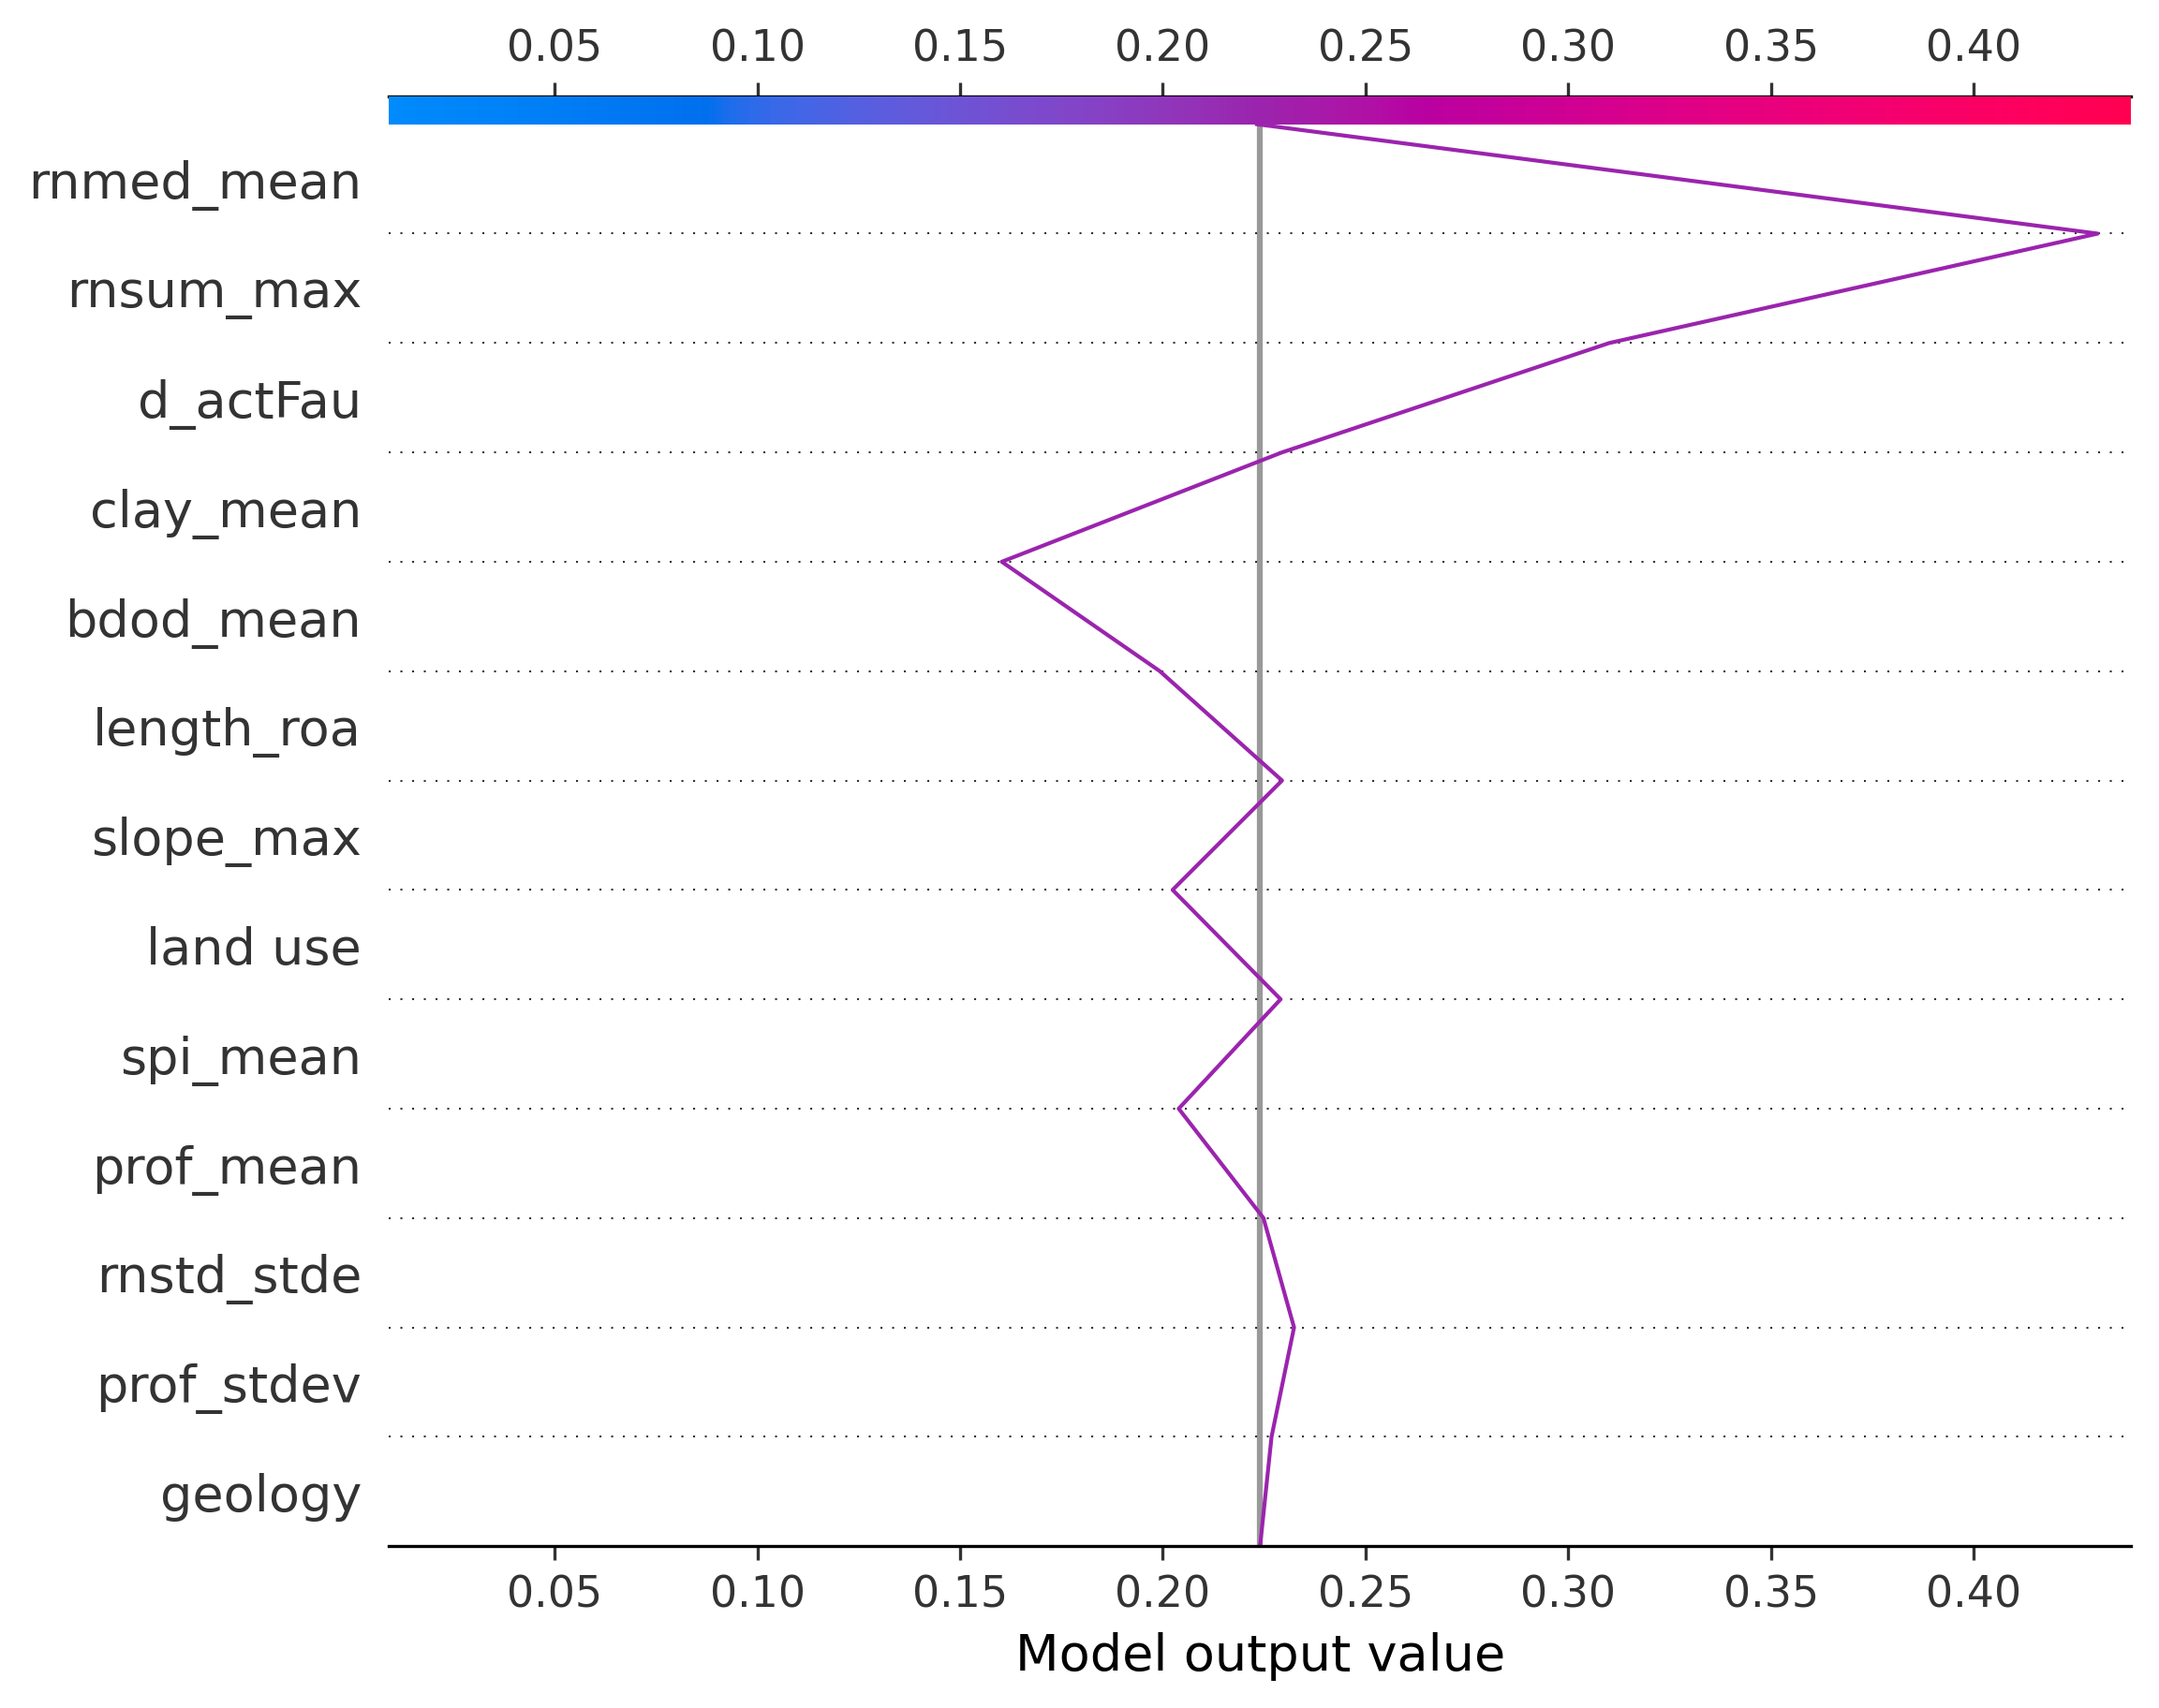 0.05 0.10 0.15 0.20 0.25 0.30 0.35 0.40
rnmed_mean
rnsum_max
d_actFau
clay_mean
bdod_mean
length_roa
slope_max
land use
spi_mean
prof_mean
rnstd_stde
prof_stdev
geology
0.05 0.10 0.15 0.20 0.25 0.30 0.35 0.40
Model output value